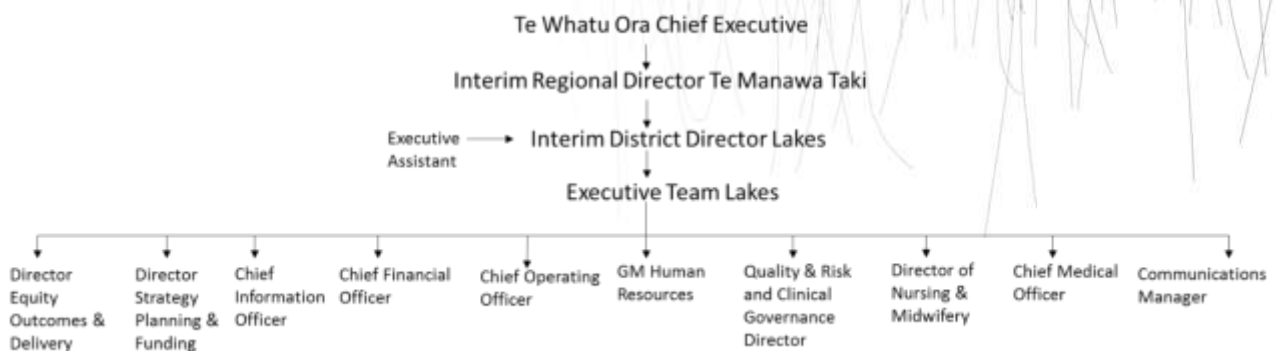 Te Whatu Ora Chief Executive
Interim Regional Director Te Manawa Taki
Executive
Assistant
Interim District Director Lakes
Executive Team Lakes
Director
Equity
Outcomes &
Delivery
Director
Strategy
Planning &
Funding
Chief
Information
Officer
Chief Financial
Officer
Chief Operating
Officer
GM Human
Resources
Quality & Risk
and Clinical
Governance
Director
Director of
Nursing &
Midwifery
Chief Medical
Officer
Communications
Manager